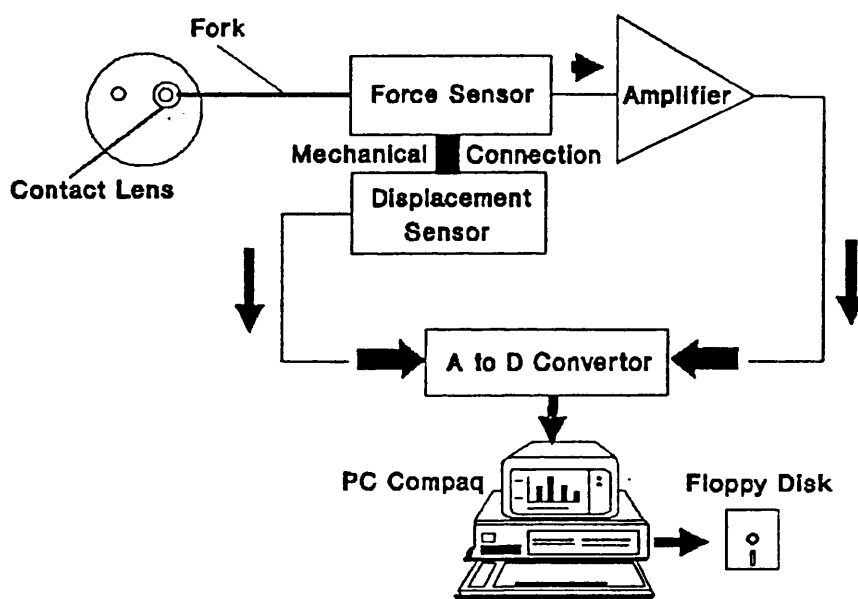 Fork
Force Sensor
Amplifier
Mechanical Connection
Contact Lens
Displacement
Sensor
A to D Convertor
PC Compaq
Floppy Disk